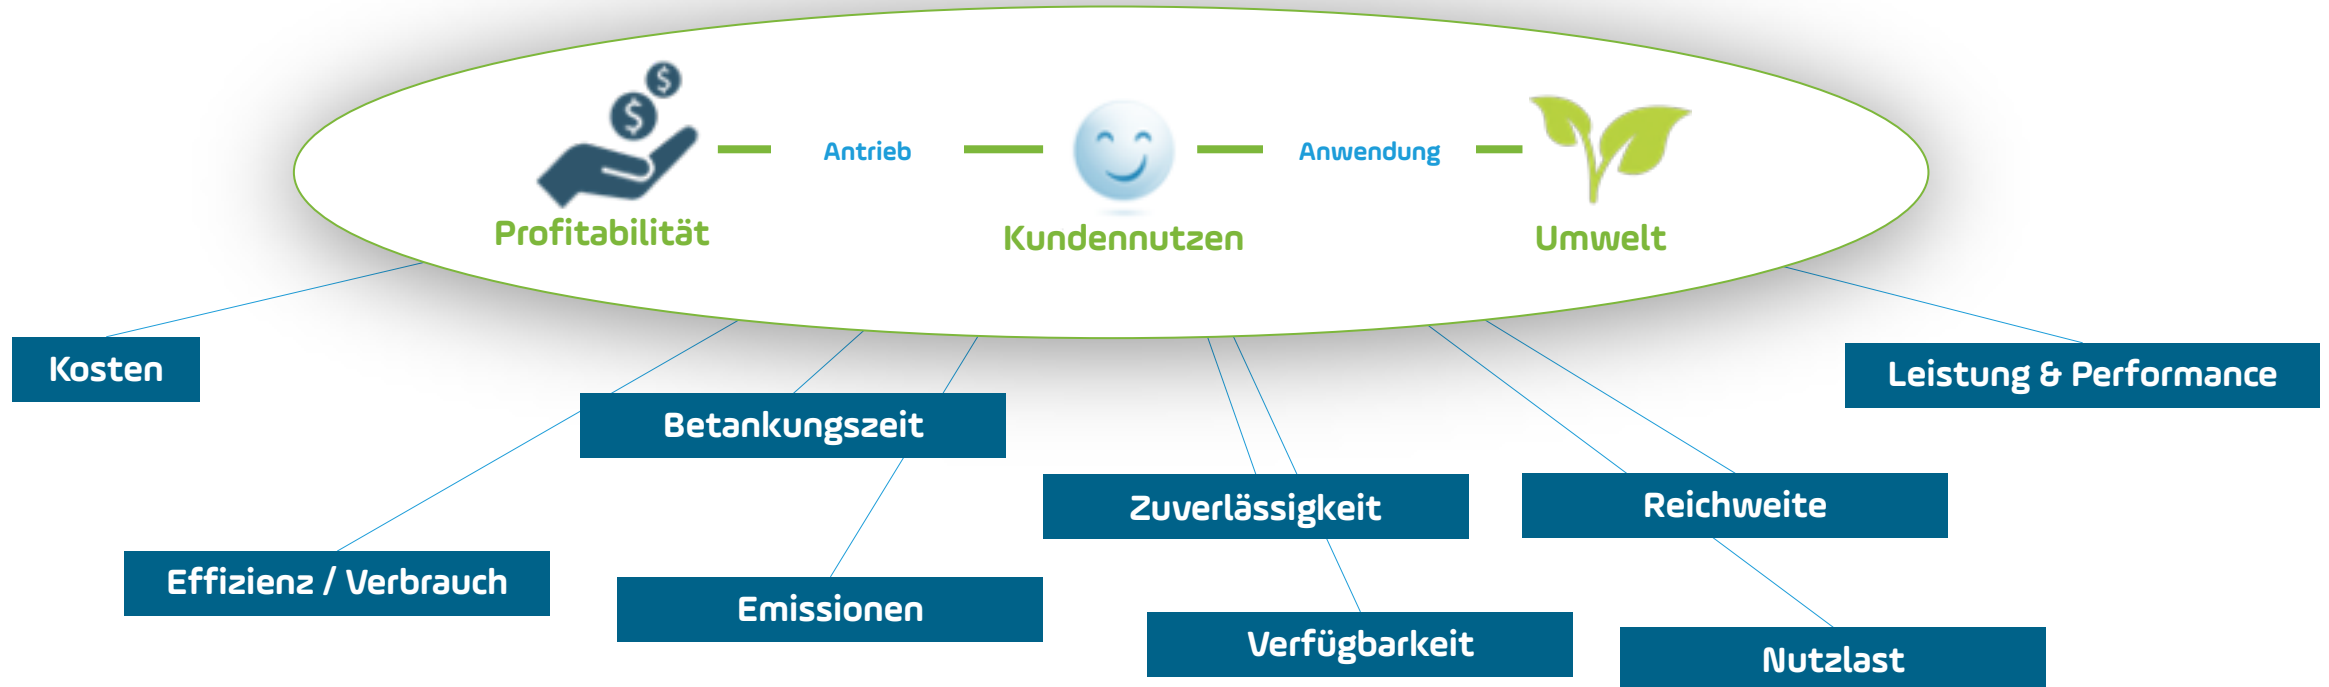 $
$
Antrieb
Anwendung
Profitabilität
Kundennutzen
Umwelt
Kosten
Leistung & Performance
Betankungszeit
Zuverlässigkeit
Reichweite
Effizienz / Verbrauch
Emissionen
Verfügbarkeit
Nutzlast